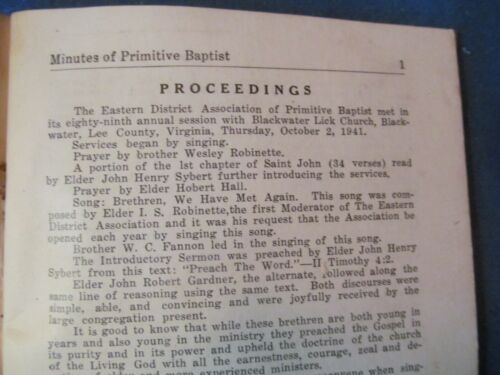 Minutes of Primitive Baptist 1
PROCEEDINGS
The Eastern District Association of Primitive Baptist met in
its eighty-ninth annual session with Blackwater Lick Church, Black-
water, Lee County, Virginia, Thursday, October 2, 1941.
Services began by singing.
Prayer by brother Wesley Robinette.
A portion of the 1st chapter of Saint John (34 verses) read
by Elder John Henry Sybert further introducing the services.
Prayer by Elder Hobert Hall.
Song: Brethren, We Have Met Again. This song was com-
posed by Elder I. S. Robinette,the first Moderator of The Eastern
District Association and it was his request that the Association be
opened each year by singing this song.
Brother W. C. Fannon led in the singing of this song.
The Introductory Sermon was preached by Elder John Henry
Sybert from this text: "Preach The Word."—II Timothy 4:2.
Elder John Robert Gardner, the alternate, followed along the
same line of reasoning using the same text. Both discourses were
simple, able, and convincing and were joyfully received by the
large congregation present.
It is good to know that while these brethren are both young in
years and also young in the ministry they preached the Gospel in
its purity and in its power and upheld the doctrine of the church
of the Living God with all the earnestness, courage, zeal and de-
of older and more experienced ministers.
when sing-